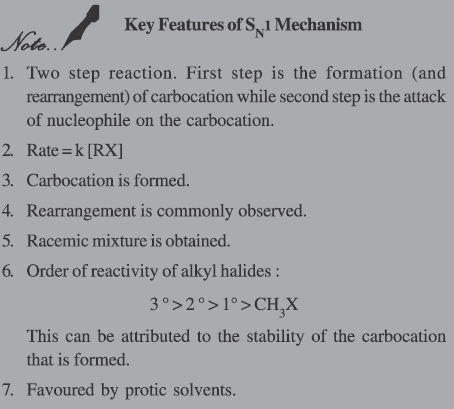 Note..
Key Features of S_N1 Mechanism
1. Two step reaction. First step is the formation (and
rearrangement) of carbocation while second step is the attack
of nucleophile on the carbocation.
2. Rate = k [RX]
3. Carbocation is formed.
4. Rearrangement is commonly observed.
5. Racemic mixture is obtained.
6. Order of reactivity of alkyl halides :
3° > 2° > 1° > CH₃X
This can be attributed to the stability of the carbocation
that is formed.
7. Favoured by protic solvents.